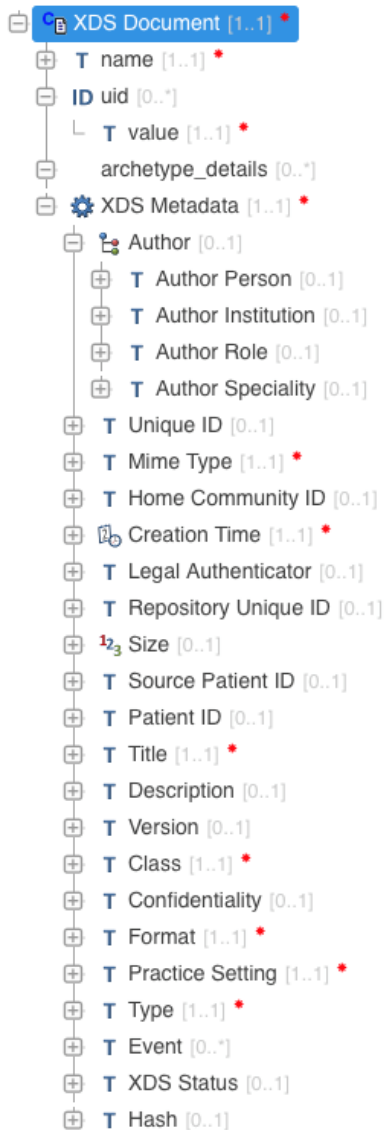 XDS Document [1..1] *
T name [1..1] *
ID uid [0..*]
T value [1..1] *
archetype_details [0..*]
XDS Metadata [1..1] *
Author [0..1]
T Author Person [0..1]
T Author Institution [0..1]
T Author Role [0..1]
T Author Speciality [0..1]
T Unique ID [0..1]
T Mime Type [1..1] *
T Home Community ID [0..1]
Creation Time [1..1] *
T Legal Authenticator [0..1]
T Repository Unique ID [0..1]
123 Size [0..1]
T Source Patient ID [0..1]
T Patient ID [0..1]
T Title [1..1] *
T Description [0..1]
T Version [0..1]
T Class [1..1] *
T Confidentiality [0..1]
T Format [1..1] *
T Practice Setting [1..1] *
T Type [1..1] *
T Event [0..*]
T XDS Status [0..1]
T Hash [0..1]